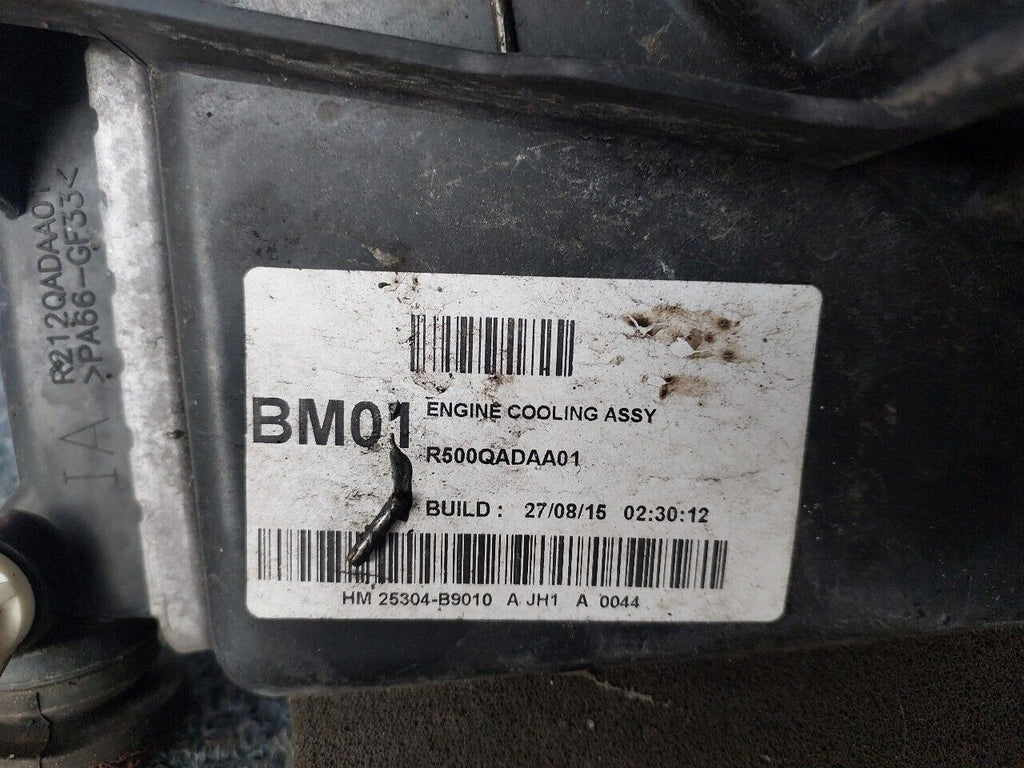 R212QADAA01
>PA66-GF33<
IA
BM01
ENGINE COOLING ASSY
R500QADAA01
BUILD : 27/08/15 02:30:12
HM 25304-B9010 A JH1 A 0044